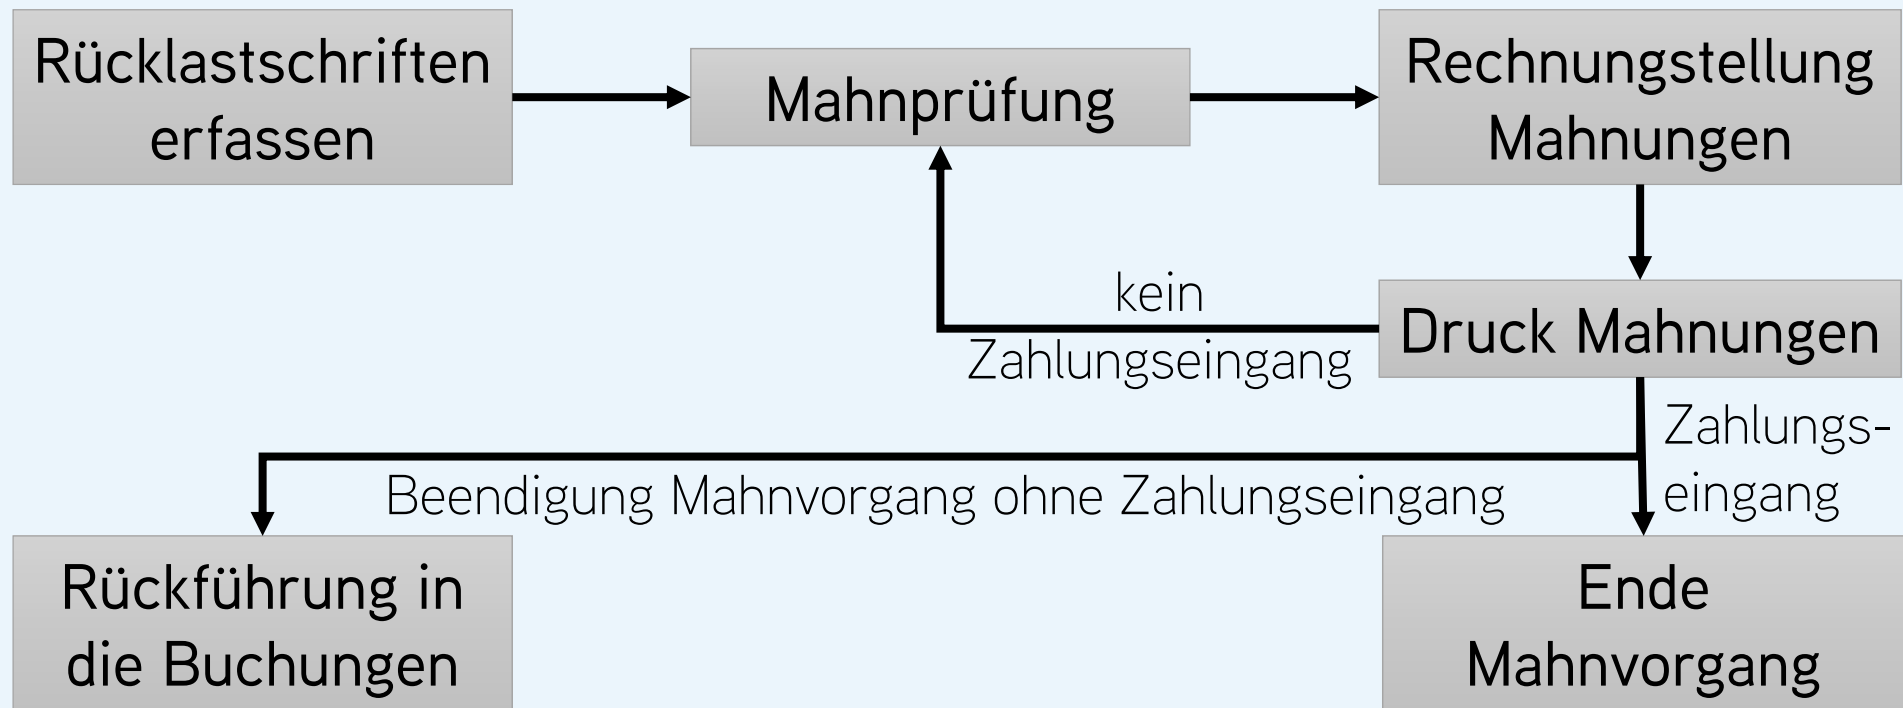 Rücklastschriften
erfassen
Mahnprüfung
Rechnungstellung
Mahnungen
kein
Zahlungseingang
Druck Mahnungen
Zahlungs-
eingang
Beendigung Mahnvorgang ohne Zahlungseingang
Rückführung in
die Buchungen
Ende
Mahnvorgang